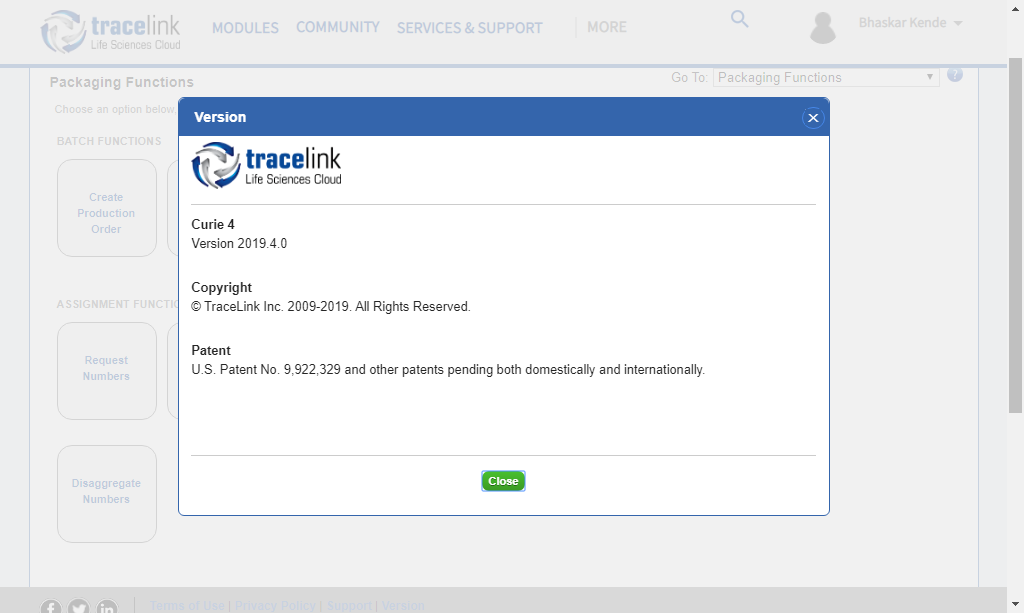 tracelink
Life Sciences Cloud
MODULES COMMUNITY SERVICES & SUPPORT MORE
Bhaskar Kende
Packaging Functions
Go To: Packaging Functions
?
Choose an option below.
BATCH FUNCTIONS
Create
Production
Order
ASSIGNMENT FUNCTIO
Request
Numbers
Disaggregate
Numbers
Version
tracelink
Life Sciences Cloud
Curie 4
Version 2019.4.0
Copyright
© TraceLink Inc. 2009-2019. All Rights Reserved.
Patent
U.S. Patent No. 9,922,329 and other patents pending both domestically and internationally.
Close
Terms of Use | Privacy Policy | Support | Version